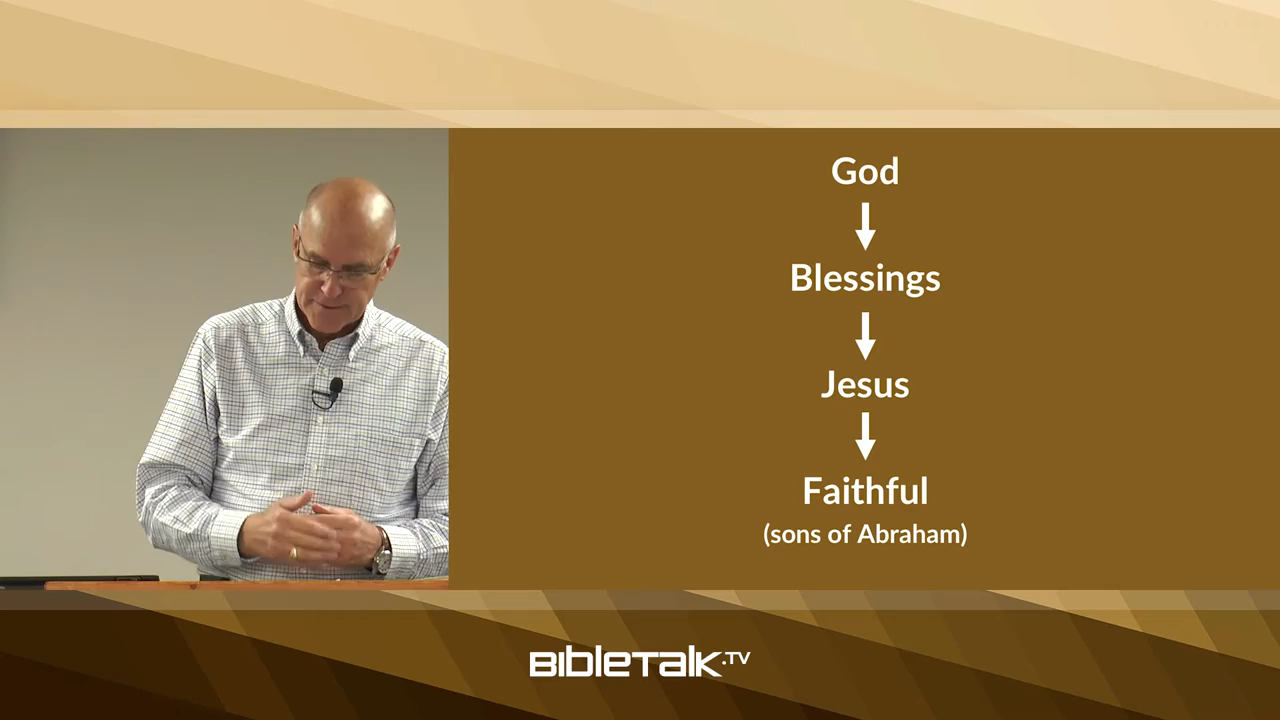 God
Blessings
Jesus
Faithful
(sons of Abraham)
BIBLETALK.TV